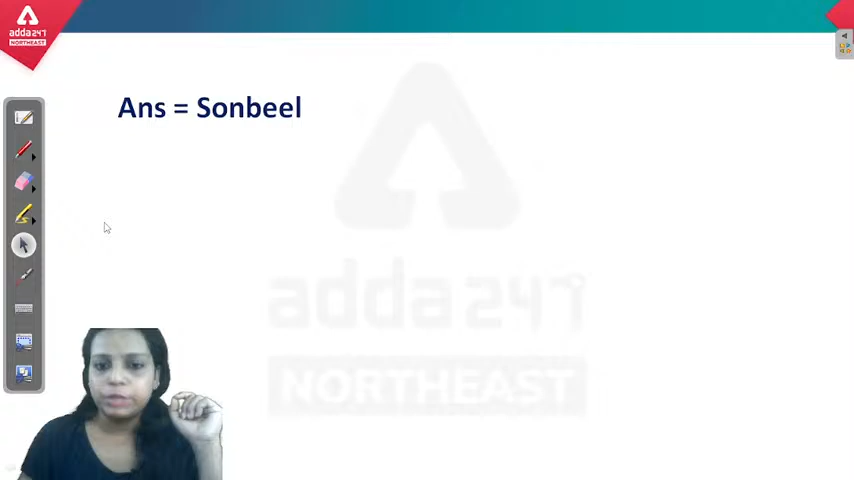 adda247
NORTHEAST
Ans = Sonbeel
adda247
NORTHEAST